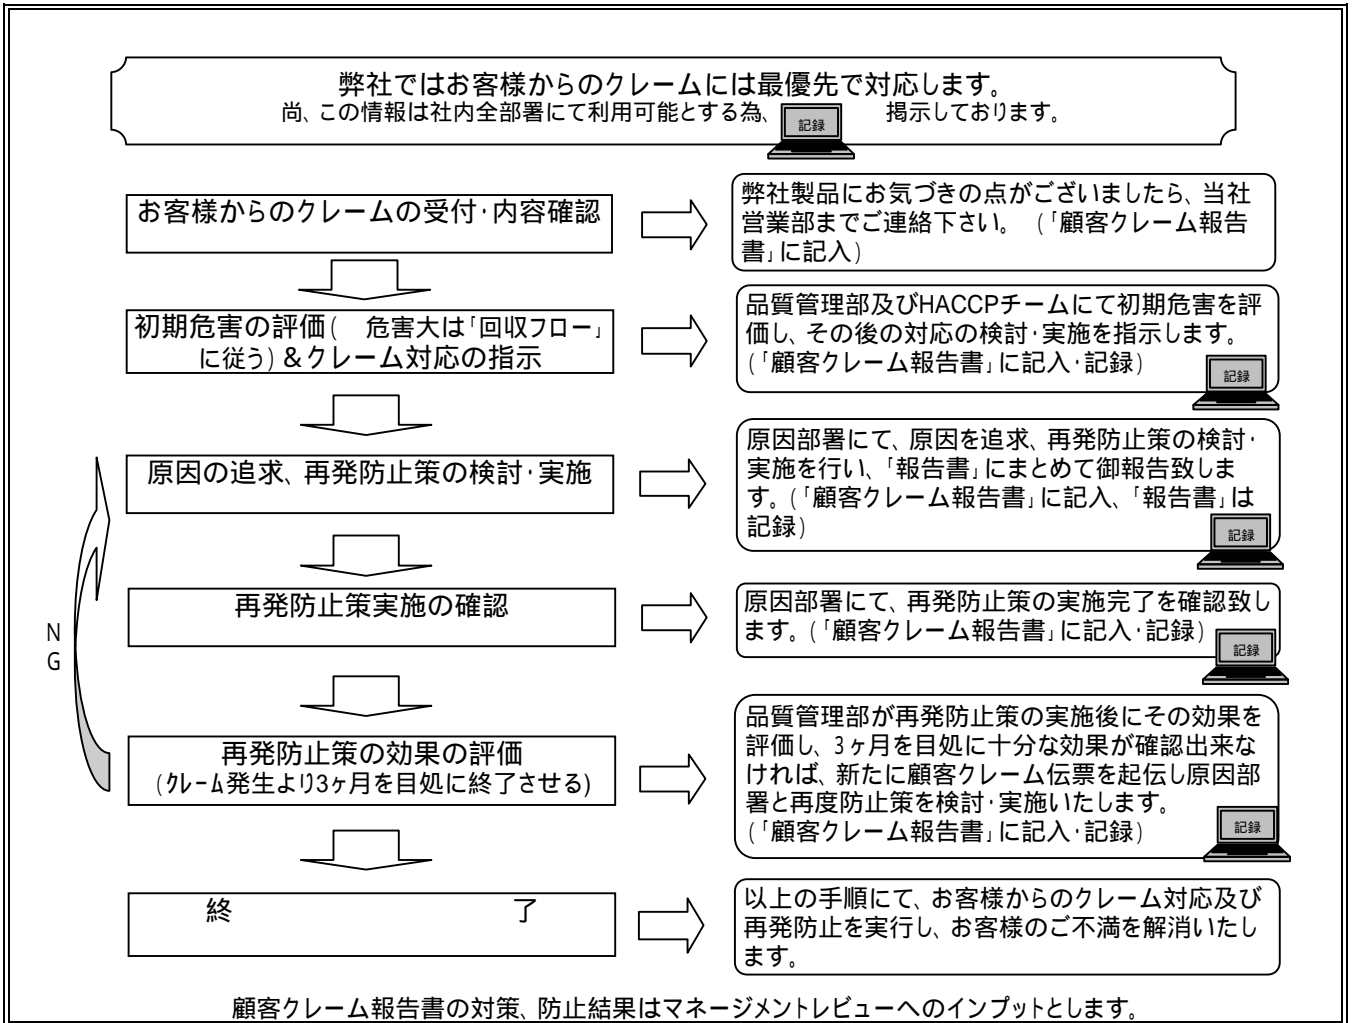 弊社ではお客様からのクレームには最優先で対応します。
尚、この情報は社内全部署にて利用可能とする為、 記録 掲示しております。
お客様からのクレームの受付・内容確認
弊社製品にお気づきの点がございましたら、当社
営業部までご連絡下さい。 (「顧客クレーム報告
書」に記入)
初期危害の評価( 危害大は「回収フロー」
に従う)&クレーム対応の指示
品質管理部及びHACCPチームにて初期危害を評
価し、その後の対応の検討・実施を指示します。
(「顧客クレーム報告書」に記入・記録)
記録
原因の追求、再発防止策の検討・実施
原因部署にて、原因を追求、再発防止策の検討・
実施を行い、「報告書」にまとめて御報告致しま
す。(「顧客クレーム報告書」に記入、「報告書」は
記録)
記録
再発防止策実施の確認
原因部署にて、再発防止策の実施完了を確認致し
ます。(「顧客クレーム報告書」に記入・記録)
記録
N
G
再発防止策の効果の評価
(クレーム発生より3ヶ月を目処に終了させる)
品質管理部が再発防止策の実施後にその効果を
評価し、3ヶ月を目処に十分な効果が確認出来な
ければ、新たに顧客クレーム伝票を起伝し原因部
署と再度防止策を検討・実施いたします。
(「顧客クレーム報告書」に記入・記録)
記録
終 了
以上の手順にて、お客様からのクレーム対応及び
再発防止を実行し、お客様のご不満を解消いたし
ます。
顧客クレーム報告書の対策、防止結果はマネージメントレビューへのインプットとします。